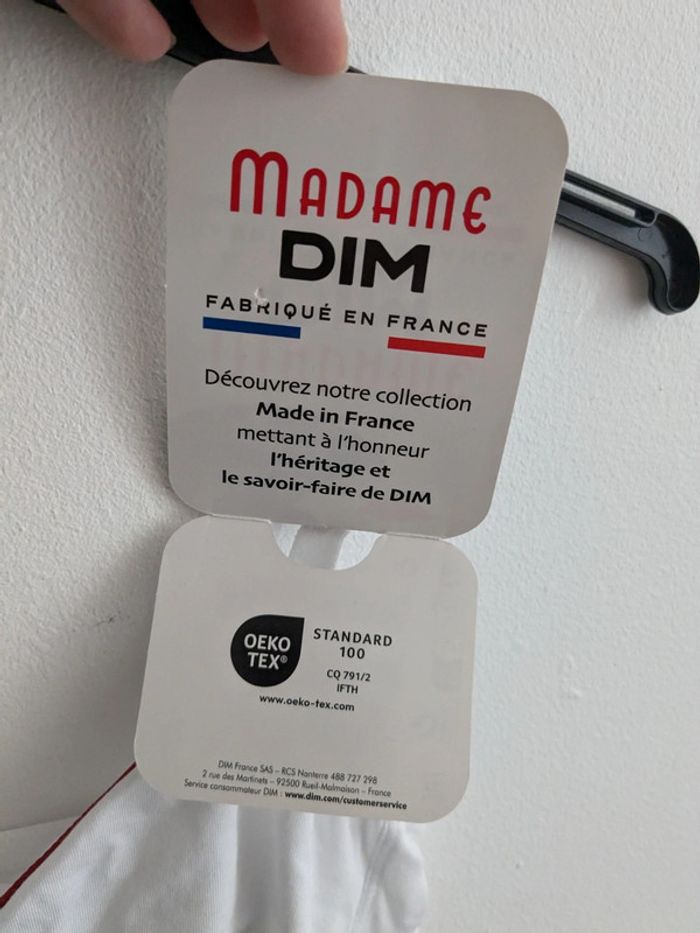 MADAME
DIM
FABRIQUÉ EN FRANCE
Découvrez notre collection
Made in France
mettant à l'honneur
l'héritage et
le savoir-faire de DIM
OEKO
TEX®
STANDARD
100
CQ 791/2
IFTH
www.oeko-tex.com
DIM France SAS – RCS Nanterre 488 727 298
2 rue des Martinets – 92500 Rueil-Malmaison – France
Service consommateur DIM : www.dim.com/customerservice